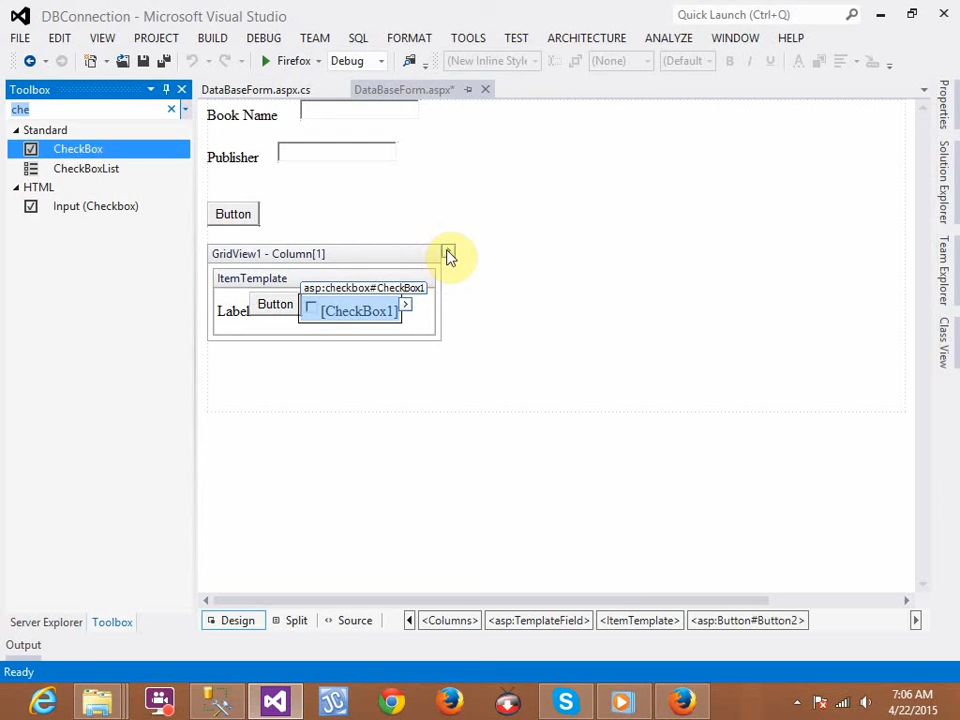 DBConnection - Microsoft Visual Studio
Quick Launch (Ctrl+Q)
FILE EDIT VIEW PROJECT BUILD DEBUG TEAM SQL FORMAT TOOLS TEST ARCHITECTURE ANALYZE WINDOW HELP
Firefox Debug (New Inline Style (None) (Default B I U A
Toolbox
DataBaseForm.aspx.cs DataBaseForm.aspx*
che
Standard
CheckBox
CheckBoxList
HTML
Input (Checkbox)
Book Name
Publisher
Button
GridView1 - Column[1]
ItemTemplate
asp:checkbox#CheckBox1
Label Button [CheckBox1]
Properties
Solution Explorer
Team Explorer
Class View
Server Explorer Toolbox
Design Split Source <Columns> <asp:TemplateField> <ItemTemplate> <asp:Button#Button2>
Output
Ready
7:06 AM
4/22/2015